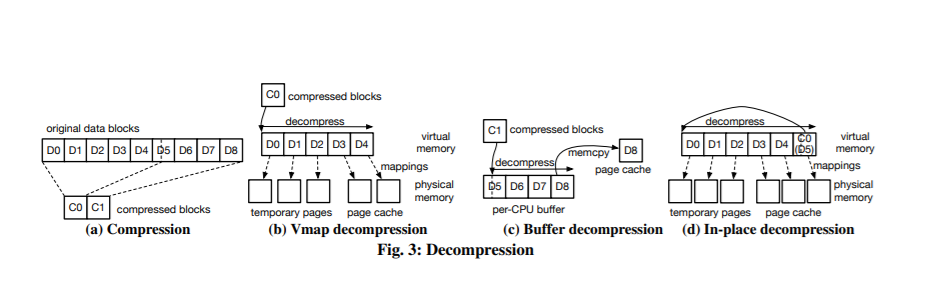 original data blocks
D0 D1 D2 D3 D4 D5 D6 D7 D8
C0 C1 compressed blocks
(a) Compression
C0 compressed blocks
decompress
D0 D1 D2 D3 D4
virtual
memory
mappings
physical
memory
temporary pages page cache
(b) Vmap decompression
C1 compressed blocks
decompress
memcpy
D8
page cache
D5 D6 D7 D8
per-CPU buffer
(c) Buffer decompression
decompress
D0 D1 D2 D3 D4 C0
(D5)
virtual
memory
mappings
physical
memory
temporary pages page cache
(d) In-place decompression
Fig. 3: Decompression